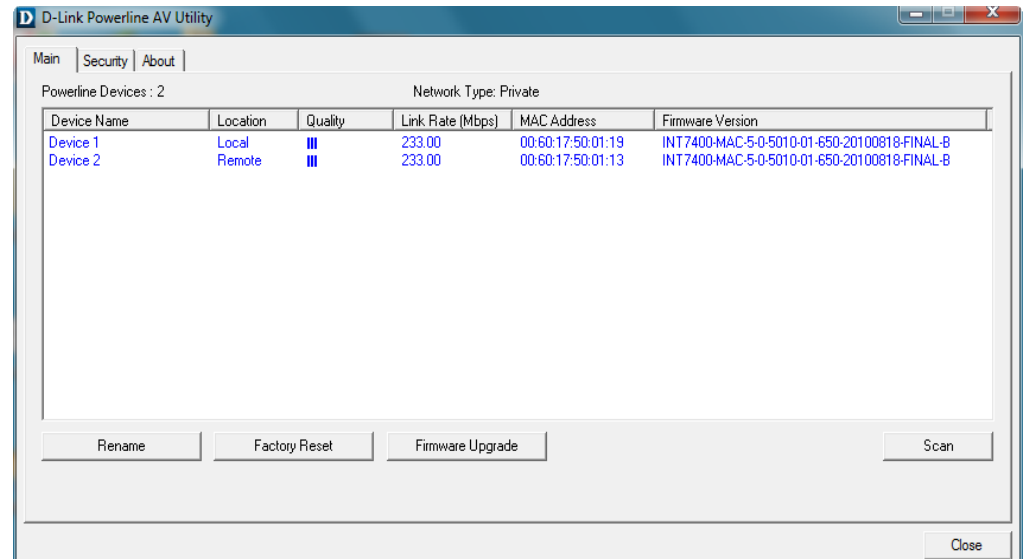 D D-Link Powerline AV Utility
Main Security About
Powerline Devices : 2 Network Type: Private
Device Name Location Quality Link Rate (Mbps) MAC Address Firmware Version
Device 1 Local 233.00 00:60:17:50:01:19 INT7400-MAC-5-0-5010-01-650-20100818-FINAL-B
Device 2 Remote 233.00 00:60:17:50:01:13 INT7400-MAC-5-0-5010-01-650-20100818-FINAL-B
Rename Factory Reset Firmware Upgrade Scan
Close